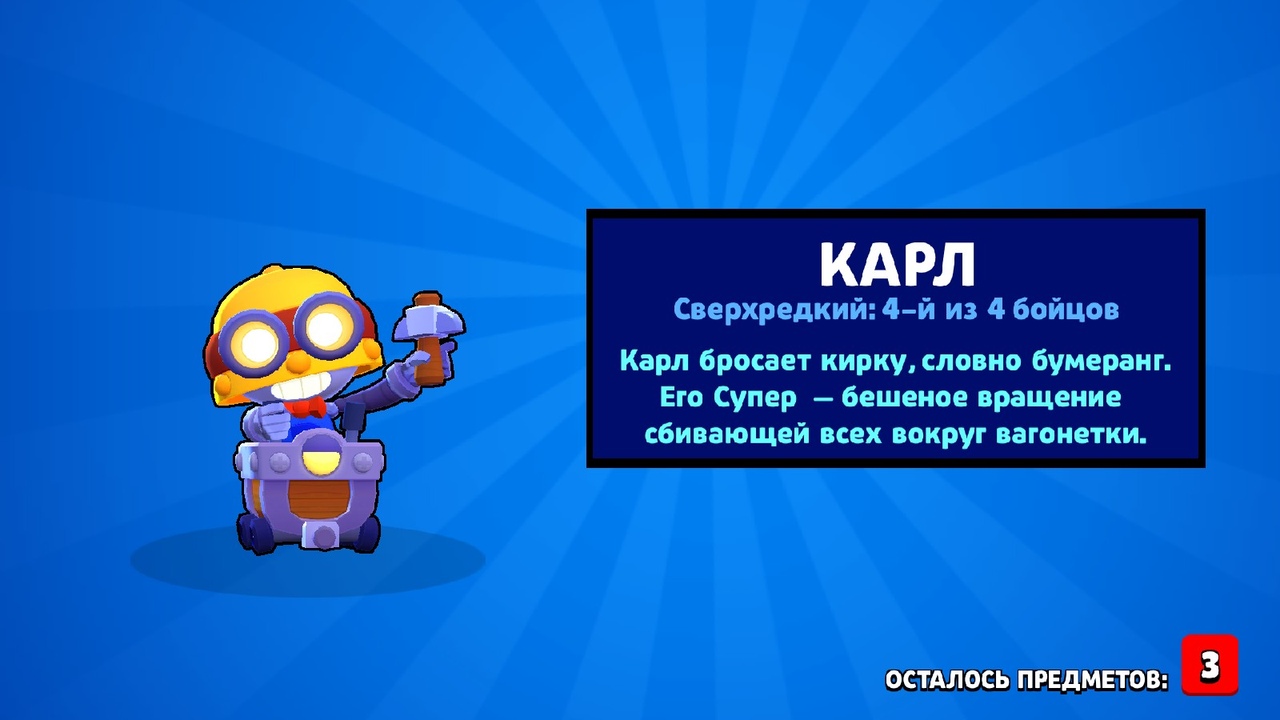 КАРЛ
Сверхредкий: 4-й из 4 бойцов
Карл бросает кирку, словно бумеранг.
Его Супер – бешеное вращение
сбивающей всех вокруг вагонетки.
ОСТАЛОСЬ ПРЕДМЕТОВ: 3